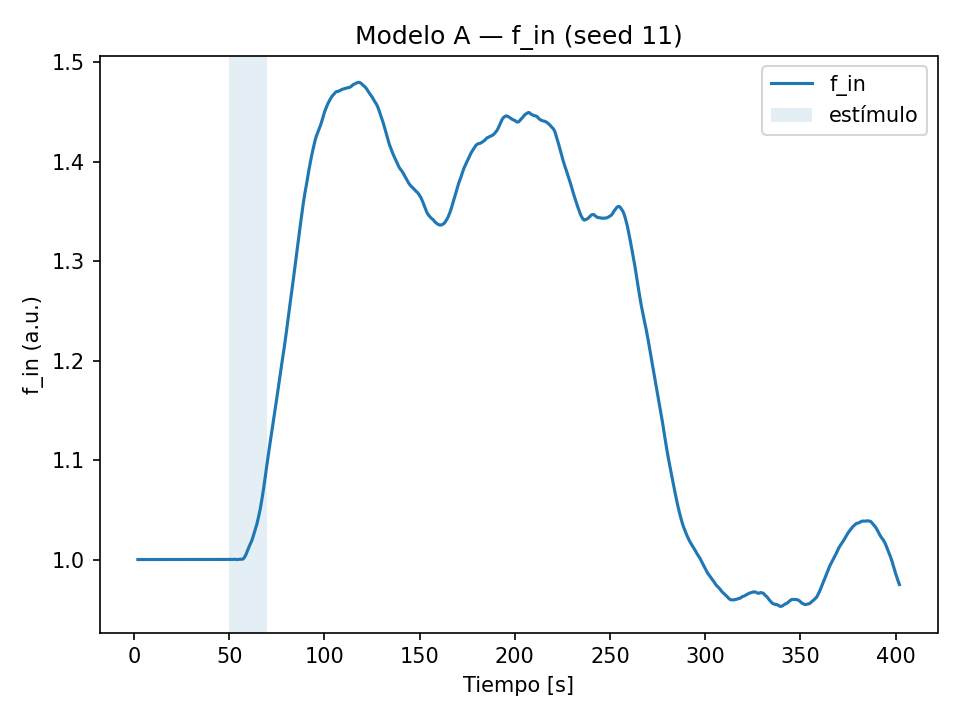 Modelo A — f_in (seed 11)
f_in
estímulo
1.5
1.4
1.3
1.2
1.1
1.0
f_in (a.u.)
0 50 100 150 200 250 300 350 400
Tiempo [s]